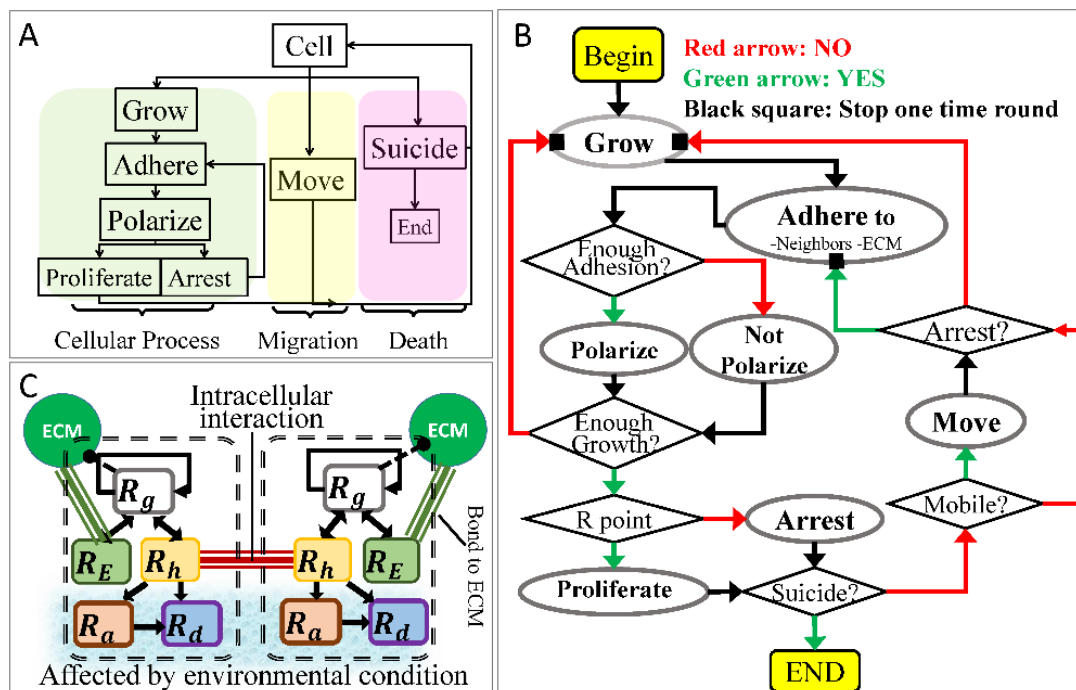 A
Cell
Grow
Adhere
Polarize
Proliferate
Arrest
Move
Suicide
End
Cellular Process
Migration
Death
B
Begin
Red arrow: NO
Green arrow: YES
Black square: Stop one time round
Grow
Adhere to
-Neighbors -ECM
Enough
Adhesion?
Polarize
Not
Polarize
Enough
Growth?
R point
Arrest
Proliferate
Suicide?
END
Arrest?
Move
Mobile?
C
Intracellular
interaction
ECM
ECM
R_g
R_g
R_E
R_h
R_h
R_E
R_a
R_d
R_a
R_d
Bond to ECM
Affected by environmental condition